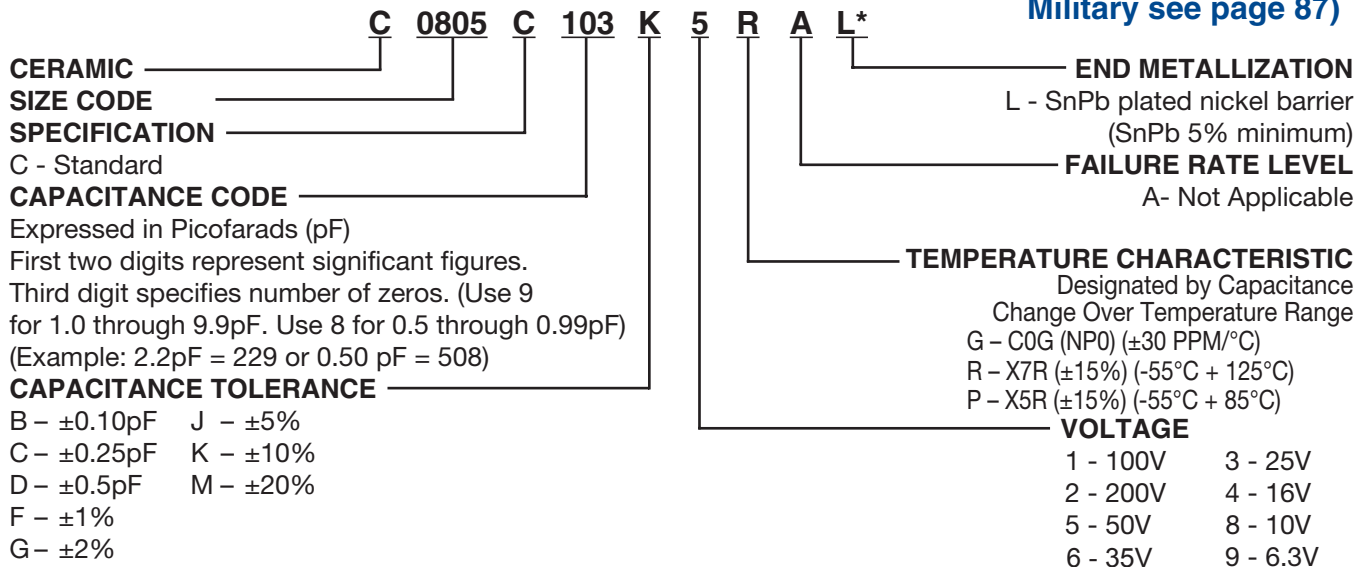 Military see page 87)
C 0805 C 103 K 5 R A L*
CERAMIC
SIZE CODE
SPECIFICATION
C - Standard
CAPACITANCE CODE
Expressed in Picofarads (pF)
First two digits represent significant figures.
Third digit specifies number of zeros. (Use 9
for 1.0 through 9.9pF. Use 8 for 0.5 through 0.99pF)
(Example: 2.2pF = 229 or 0.50 pF = 508)
CAPACITANCE TOLERANCE
B – ±0.10pF J – ±5%
C – ±0.25pF K – ±10%
D – ±0.5pF M – ±20%
F – ±1%
G – ±2%
END METALLIZATION
L - SnPb plated nickel barrier
(SnPb 5% minimum)
FAILURE RATE LEVEL
A- Not Applicable
TEMPERATURE CHARACTERISTIC
Designated by Capacitance
Change Over Temperature Range
G – C0G (NP0) (±30 PPM/°C)
R – X7R (±15%) (-55°C + 125°C)
P – X5R (±15%) (-55°C + 85°C)
VOLTAGE
1 - 100V 3 - 25V
2 - 200V 4 - 16V
5 - 50V 8 - 10V
6 - 35V 9 - 6.3V